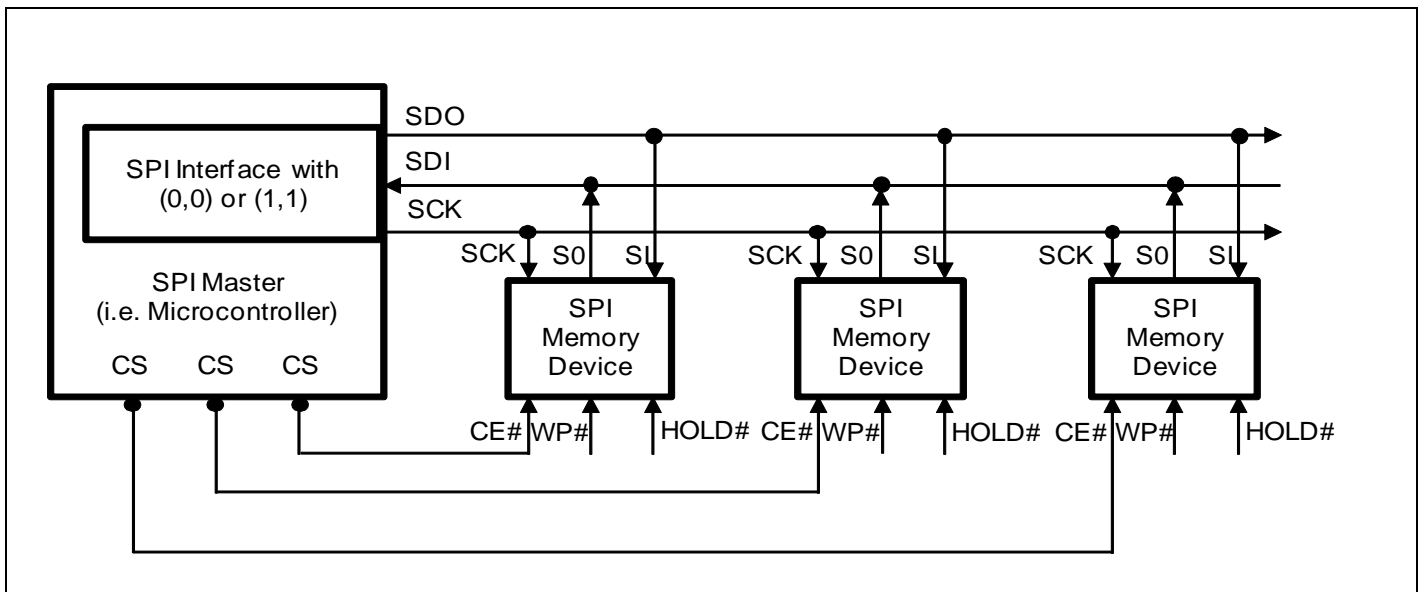 SDO
SPI Interface with
(0,0) or (1,1)
SDI
SCK
SPI Master
(i.e. Microcontroller)
CS CS CS
SCK S0 SI SCK S0 SI SCK S0 SI
SPI
Memory
Device
SPI
Memory
Device
SPI
Memory
Device
CE# WP# HOLD# CE# WP# HOLD# CE# WP# HOLD#